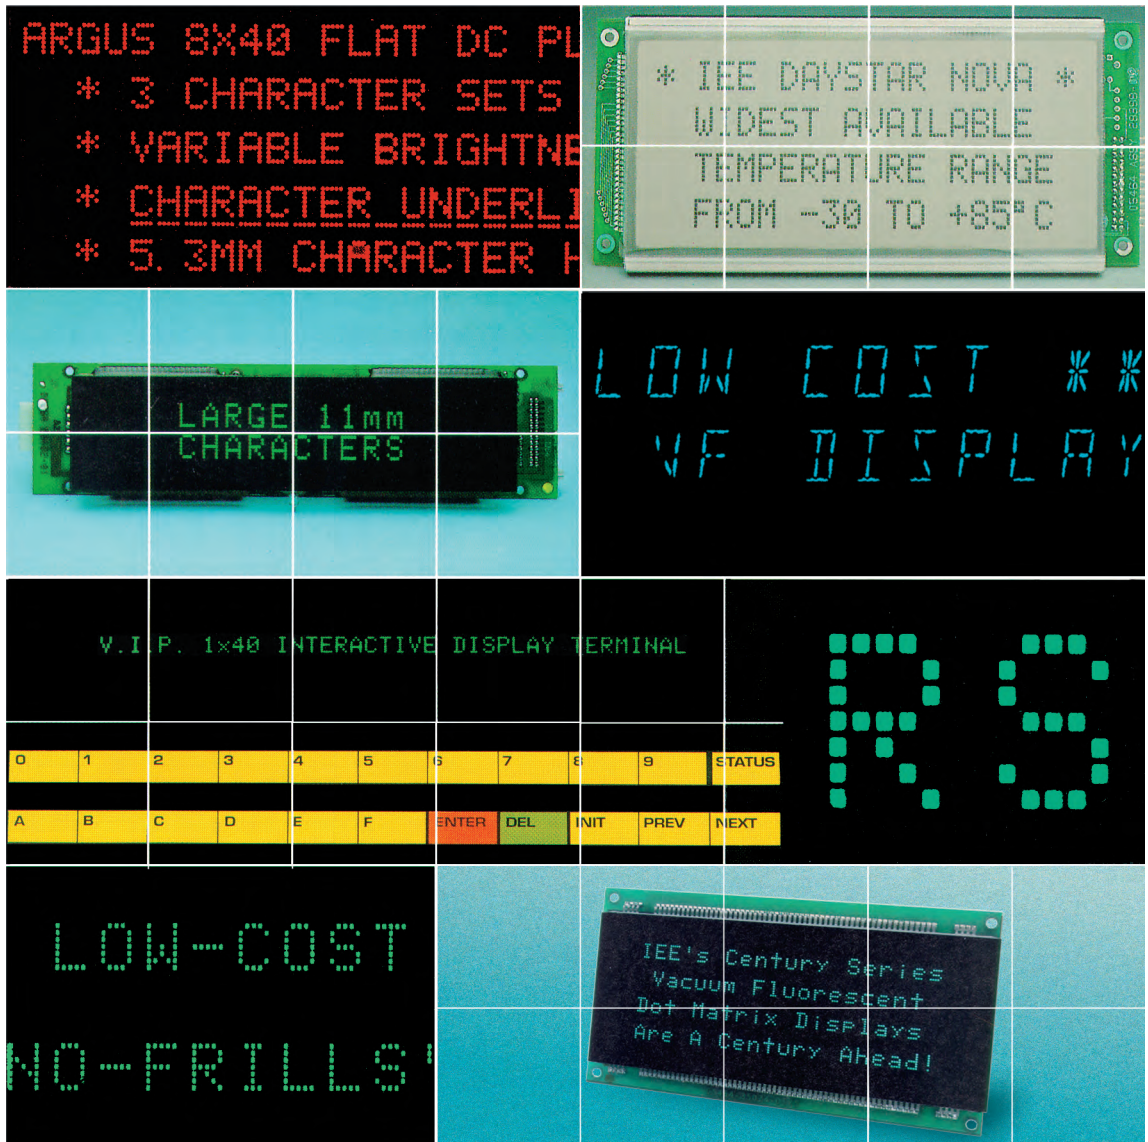 ARGUS 8X40 FLAT DC PL
* 3 CHARACTER SETS
* VARIABLE BRIGHTNE
* CHARACTER UNDERLI
* 5.3MM CHARACTER H
* IEE DAYSTAR NOVA *
WIDEST AVAILABLE
TEMPERATURE RANGE
FROM -30 TO +85°C
LARGE 11mm
CHARACTERS
LOW COST **
VF DISPLAY
V.I.P. 1x40 INTERACTIVE DISPLAY TERMINAL
0 1 2 3 4 5 6 7 8 9 STATUS
A B C D E F ENTER DEL INIT PREV NEXT
RS
LOW-COST
NO-FRILLS'
IEE's Century Series
Vacuum Fluorescent
Dot Matrix Displays
Are A Century Ahead!